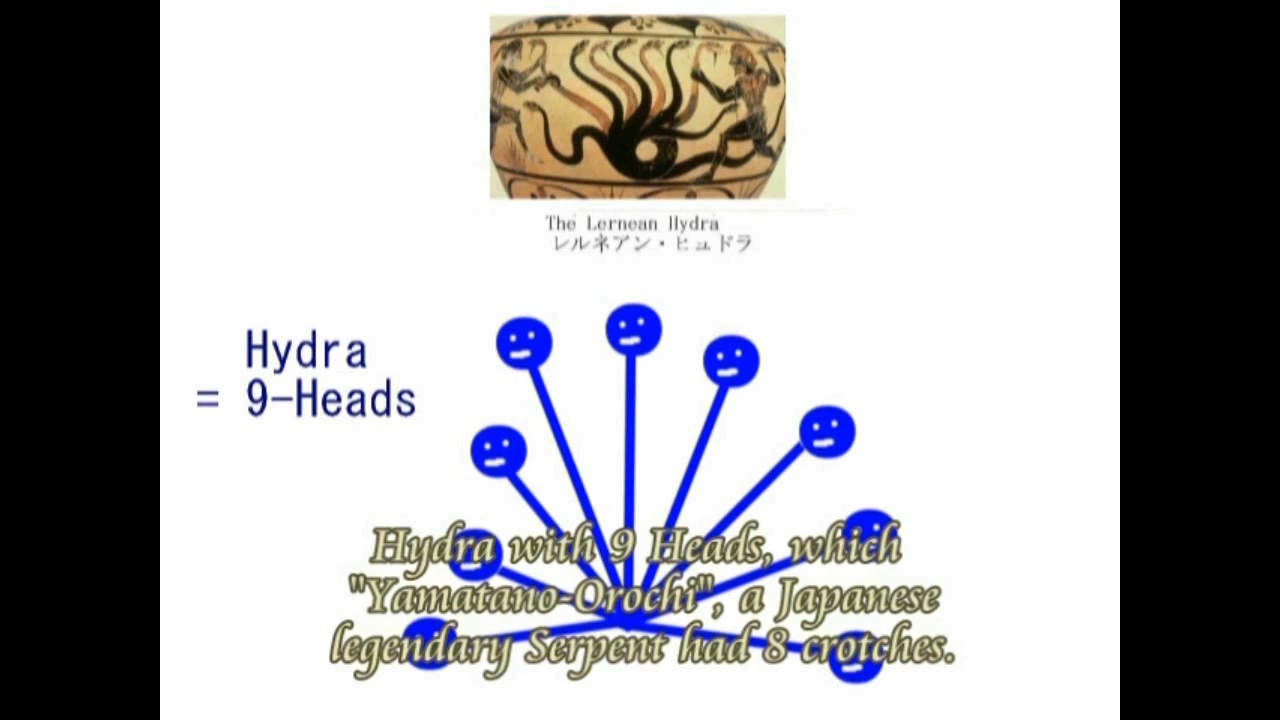 The Lernean Hydra
レルネアン・ヒュドラ
Hydra
= 9-Heads
Hydra with 9 Heads, which
"Yamatano-Orochi", a Japanese
legendary Serpent had 8 crotches.